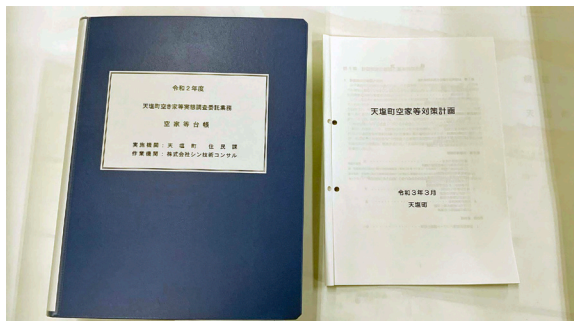 令和2年度
天塩町空き家等実態調査委託業務
空家等台帳
実施機関：天塩町 住民課
作業機関：株式会社シン技術コンサル
天塩町空家等対策計画
令和3年3月
天塩町